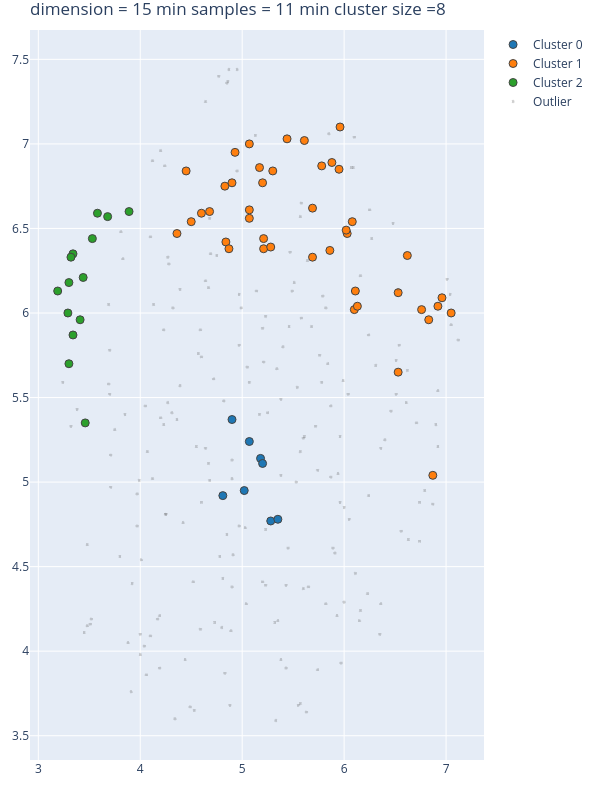 dimension = 15 min samples = 11 min cluster size =8
Cluster 0
Cluster 1
Cluster 2
Outlier
7.5
7
6.5
6
5.5
5
4.5
4
3.5
3 4 5 6 7